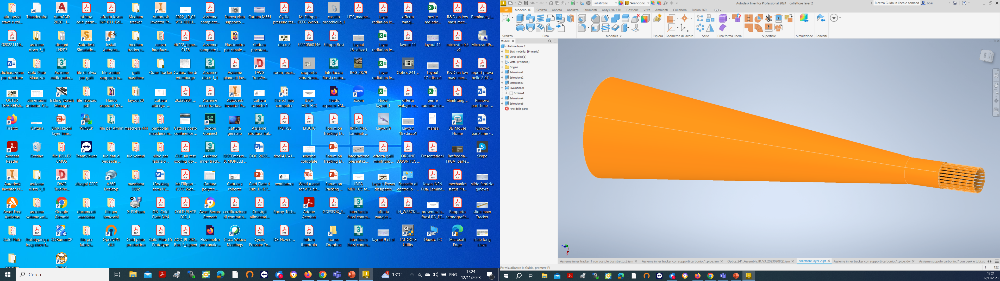 altri pezzi stave e col...
Thunderbird
AutoCAD 2020 - I...
offerta cole-parm...
offerta loson INP-011-Col...
Medium tracker
Autodesk Inventor Pr...
2022_10_03 VTX REGU...
Assieme completo...
Nuova vista supporto ...
Cattura M55J
Cyclic pressure tes...
Mr Filippo - CEPC Works...
casello orecchiella_1
HTS_magne...
Layer radiation le...
offerta wataj...
pesi e radiatio...
R&D on low mass mec...
Reminder_L...
G20221110...
assieme disco 3_1
disegni LN2P3
Autodesk Simulatio...
Install Autodes...
medium tracker r...
nuovo interfacc...
46772_signe... 9176
Assieme completo l...
Flussimetro per canale ...
Cattura pocofoa...
disco 2
F2210560146
Filippo Bosi
Layout 16+disco1
Layer radiation le...
layout 11
layout 11
microvite 0.5 - v2
MicrosoftPr...
dichiarazione per direttore
Cold Plate Maurizio
Assieme midle outer...
file di silvia per galli
file venturi supporto in...
galli maschere
Outer Tracker
Cattura fee di edimburgo
Assieme disco 1_1
Assieme piano di lav...
DWG TrueVie...
room_recei...
supporto vibraziona...
Interfaccia flussi contra...
IMG_2879
Layer radiation le...
Optics_241_...
Layout 17+disco1
R&D on low mass mec...
report prova belle 2 07-...
OUTER TRACKERsli...
dimensioni detector AT...
Inkling Sketch Manager
file fabrizio pdf
Fluido especial 3M...
layout 20
Cattura albergo _...
20220901_...
Assieme inner tracke...
Autodesk Inventor Pr...
Cattura roberto 1
File sul mio computer
IDEA MDI-FCC
Fluido especial 3M...
Zoom
Nuovi layout_1
offerta watajet ce...
pesi e radiation le...
Minifitting_...
Rinnovo part-time -...
Firefox
Cattura
Simulazioni layer Inne...
WinSCP
file per Armin
maschera 444
particolari maschera m...
Cattura costo conference ...
Adobe Connect
Cattura gennaro
Assieme struttura tral...
FP51-SL
EP30TC
Forum on Tracking D...
INFN Pisa, Laminati ...
Layout 9
Layout 18+disco1
marisa
3D Mouse Home
Rinnovo part-time -...
Acrobat Reader
Cestino
file BELLE2 CMOS
TeamViewer
file dati a bedeschi ...
file venturi
slide per fabrizio ...
CLIC air test cooling dp-...
Assieme inner track...
DDTEmesso... & MORELLI ...
DOC-2022...
doc041341...
schema coldplate
Forum on Tracking D...
integrazione presentazi...
offerta galli minifitting...
ORDINE LOSON FCC ...
Présentation1
Raffredda... FPGA parte...
Skype
Autodesk Inventor Pr...
assieme disco 2_1
DWG TrueVie...
disegni CEPC
A360 Desktop
maschera 1332
1Booking form FC...
Mr Filippo - CEPC Wor...
Cattura polytec ...
Cattura x roberto
Cold Plate 4 Tubi T=15°...
ventilatore
Wind tunnel for VTX air...
Forum on Tracking ...
IDEA MDI-FCC ta...
Layer 1 Power dissipated
Pannello di controllo - ...
loson INFN Pisa, Lamina...
mechanics status Pis...
slide fabrizio ginevra
Avast Free Antivirus
assieme volume col...
Google Chrome
documenti macchina
file per bedeschi
X-PDFsam
OB- Cold Plate 3&4
COLD PLATE FCC_1
Avast Secure Browser
certificazione di contratto...
Consigli alimentari...
Epoxy-Tech...
Adobe Acrobat
GDFSFOX_2...
Interfaccia flussi contra...
offerta watajet ...
LH_WEBCKI...
presentazio... fbosi RD_FC...
Rapporto termografic...
slide inner Tracker
Cold Plate
Prototyping a long stave f...
CDBurnerXP
file per fabrizi...
OpenVPN GUI
Cold plate production
Cold Plate L5 Prototype
AOO_PI-202... Bosi F_signed
Flussimetro per canale ...
Cisco Webex Meetings
Cyclic Pressure Te...
DS-Novec-...
fattura iberdrola
home Dropbox
Interfaccia flussi contra...
layout 9 et al
LMTOOLS Utility
Questo PC
Microsoft Edge
slide long stave
assieme
Virtual
Cerca
13°C
ENG
17:24
12/11/2023
Autodesk Inventor Professional 2024 collettore layer 2
Polistirene
*Arancione
Ricerca Guida in linea e comand
bosi
File
Modello 3D
Schizzo
Annota
Analizza
Strumenti
Ansys 2023 R1
Gestione
Vista
Ambienti
Collabora
Fusion 360
Schizzo
Crea
Modifica
Esplora
Geometrie di lavoro
Serie
Crea forma libera
Superficie
Simulazione
Converti
Modello
collettore layer 2
Stati modello: [Primario]
Corpi solidi(1)
Vista: [Primario]
Origine
Estrusione1
Estrusione2
Estrusione3
Rivoluzione1
Schizzo4
Estrusione4
Estrusione6
Fine della parte
ALTO
Z
X
Assieme inner tracker 1 con costole bus stretto_3.iam
Assieme inner tracker con supporti carbonio_1_pipe.iam
Optics_241_Assembly_IR_V3_20230908(2).iam
collettore layer 2.ipt
Assieme inner tracker con supporti carbonio_1_pipe.idw
Assieme suppoto carbonio_7 con peek e tubi_sp
Per visualizzare la Guida, premere F1
1
122
17:24
12/11/2023